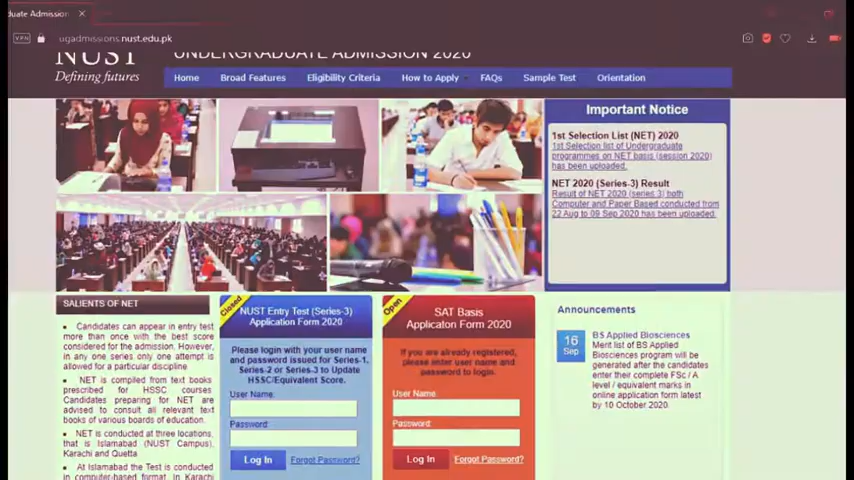 duate Admission
VPN
ugadmissions.nust.edu.pk
NUST
UNDERGRADUATE ADMISSION 2020
Defining futures
Home
Broad Features
Eligibility Criteria
How to Apply
FAQs
Sample Test
Orientation
Important Notice
1st Selection List (NET) 2020
1st Selection list of Undergraduate
programmes on NET basis (session 2020)
has been uploaded.
NET 2020 (Series-3) Result
Result of NET 2020 (series 3) both
Computer and Paper Based conducted from
22 Aug to 09 Sep 2020 has been uploaded.
SALIENTS OF NET
Candidates can appear in entry test
more than once with the best score
considered for the admission. However,
in any one series only one attempt is
allowed for a particular discipline
NET is compiled from text books
prescribed for HSSC courses
Candidates preparing for NET are
advised to consult all relevant text
books of various boards of education.
NET is conducted at three locations,
that is Islamabad (NUST Campus),
Karachi and Quetta
At Islamabad the Test is conducted
in computer-based format. In Karachi
Closed
NUST Entry Test (Series-3)
Application Form 2020
Please login with your user name
and password issued for Series-1,
Series-2 or Series-3 to Update
HSSC/Equivalent Score.
User Name:
Password:
Log In
Forgot Password?
Open
SAT Basis
Applicaton Form 2020
If you are already registered,
please enter user name and
password to login.
User Name:
Password:
Log In
Forgot Password?
Announcements
16
Sep
BS Applied Biosciences
Merit list of BS Applied
Biosciences program will be
generated after the candidates
enter their complete FSc / A
level / equivalent marks in
online application form latest
by 10 October 2020.